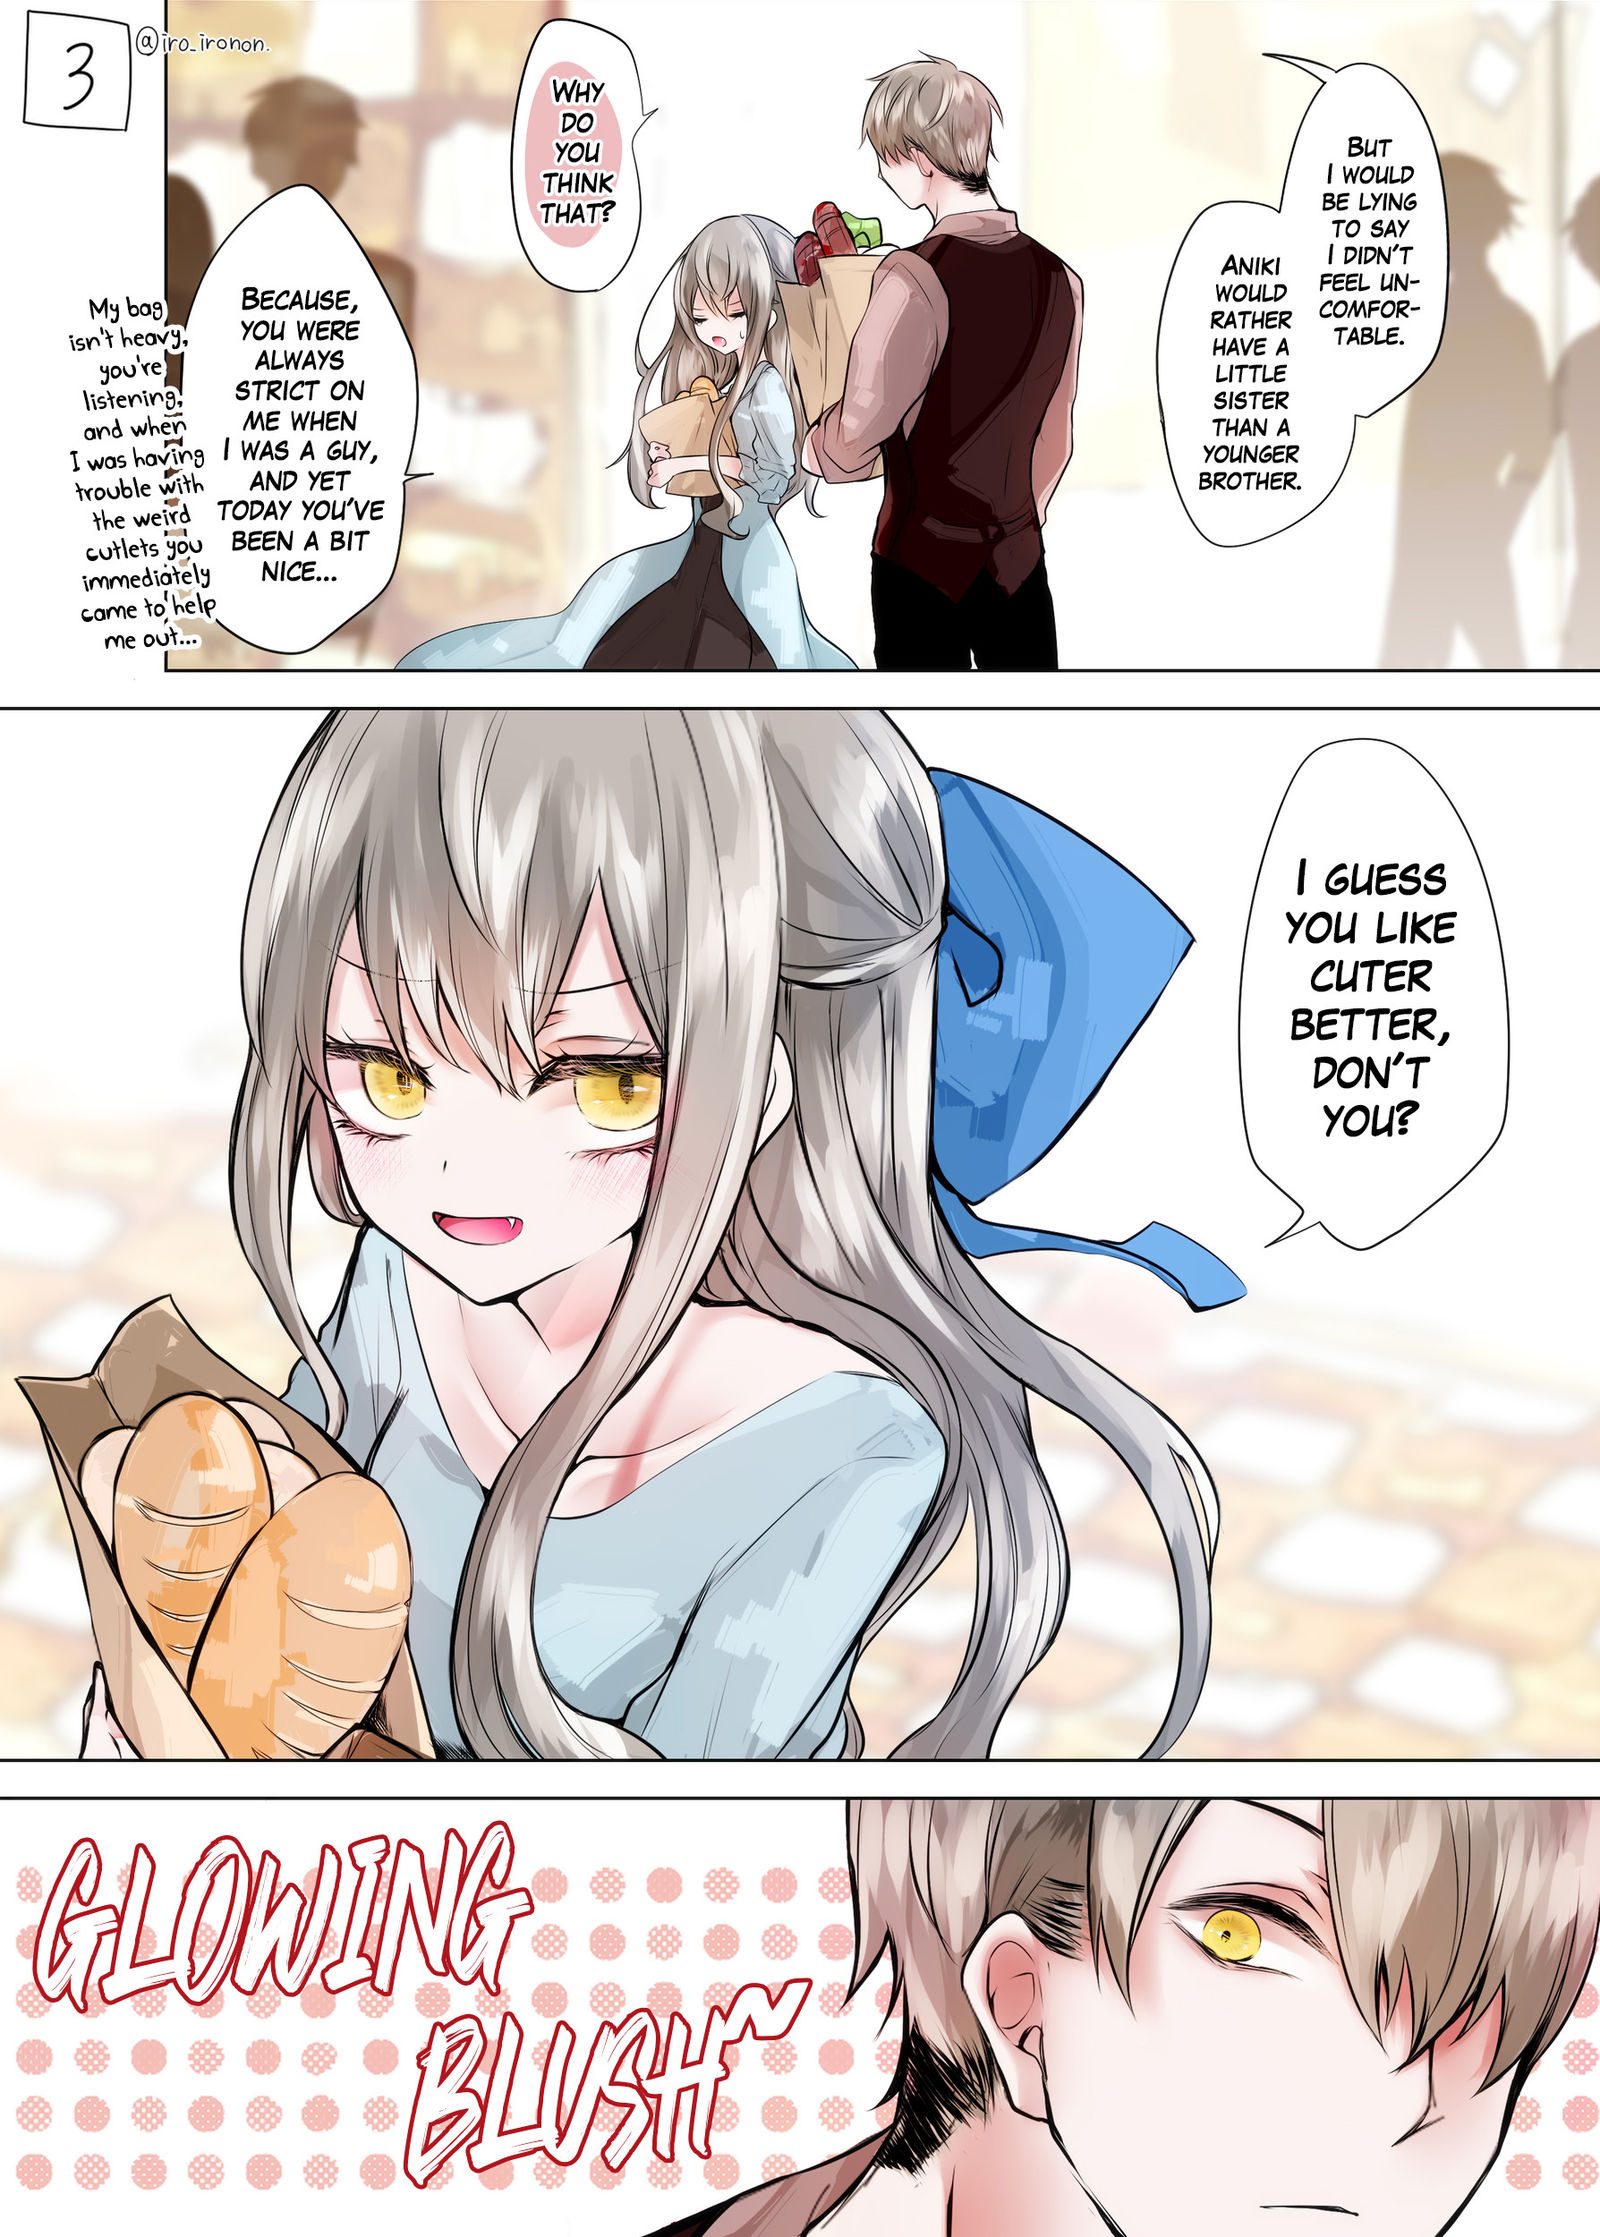 3
@iro_ironon.
BUT
I WOULD
BE LYING
TO SAY
I DIDN'T
FEEL UN-
COMFOR-
TABLE.
ANIKI
WOULD
RATHER
HAVE A
LITTLE
SISTER
THAN A
YOUNGER
BROTHER.
WHY
DO
YOU
THINK
THAT?
BECAUSE,
YOU WERE
ALWAYS
STRICT ON
ME WHEN
I WAS A GUY,
AND YET
TODAY YOU'VE
BEEN A BIT
NICE...
My bag
isn't heavy,
you're
listening,
and when
I was having
trouble with
the weird
cutlets you
immediately
came to help
me out...
I GUESS
YOU LIKE
CUTER
BETTER,
DON'T
YOU?
GLOWING
BLUSH~